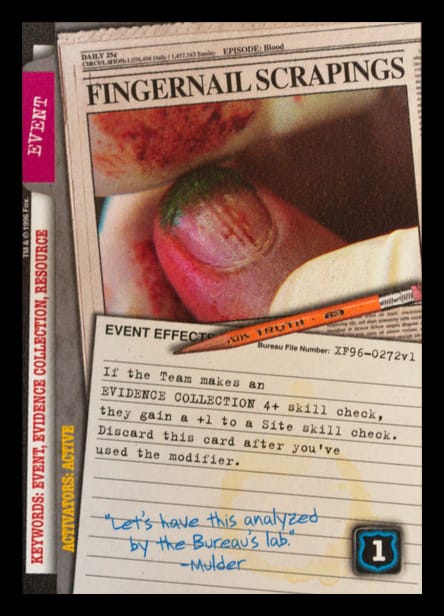 DAILY 25¢
EPISODE: Blood
FINGERNAIL SCRAPINGS
EVENT
TM & © 1996 Fox.
KEYWORDS: EVENT, EVIDENCE COLLECTION, RESOURCE
ACTIVATORS: ACTIVE
TRUTH
EVENT EFFECT
Bureau File Number: XF96-0272v1
If the Team makes an
EVIDENCE COLLECTION 4+ skill check,
they gain a +1 to a Site skill check.
Discard this card after you've
used the modifier.
"Let's have this analyzed
by the Bureau's lab."
-Mulder
1